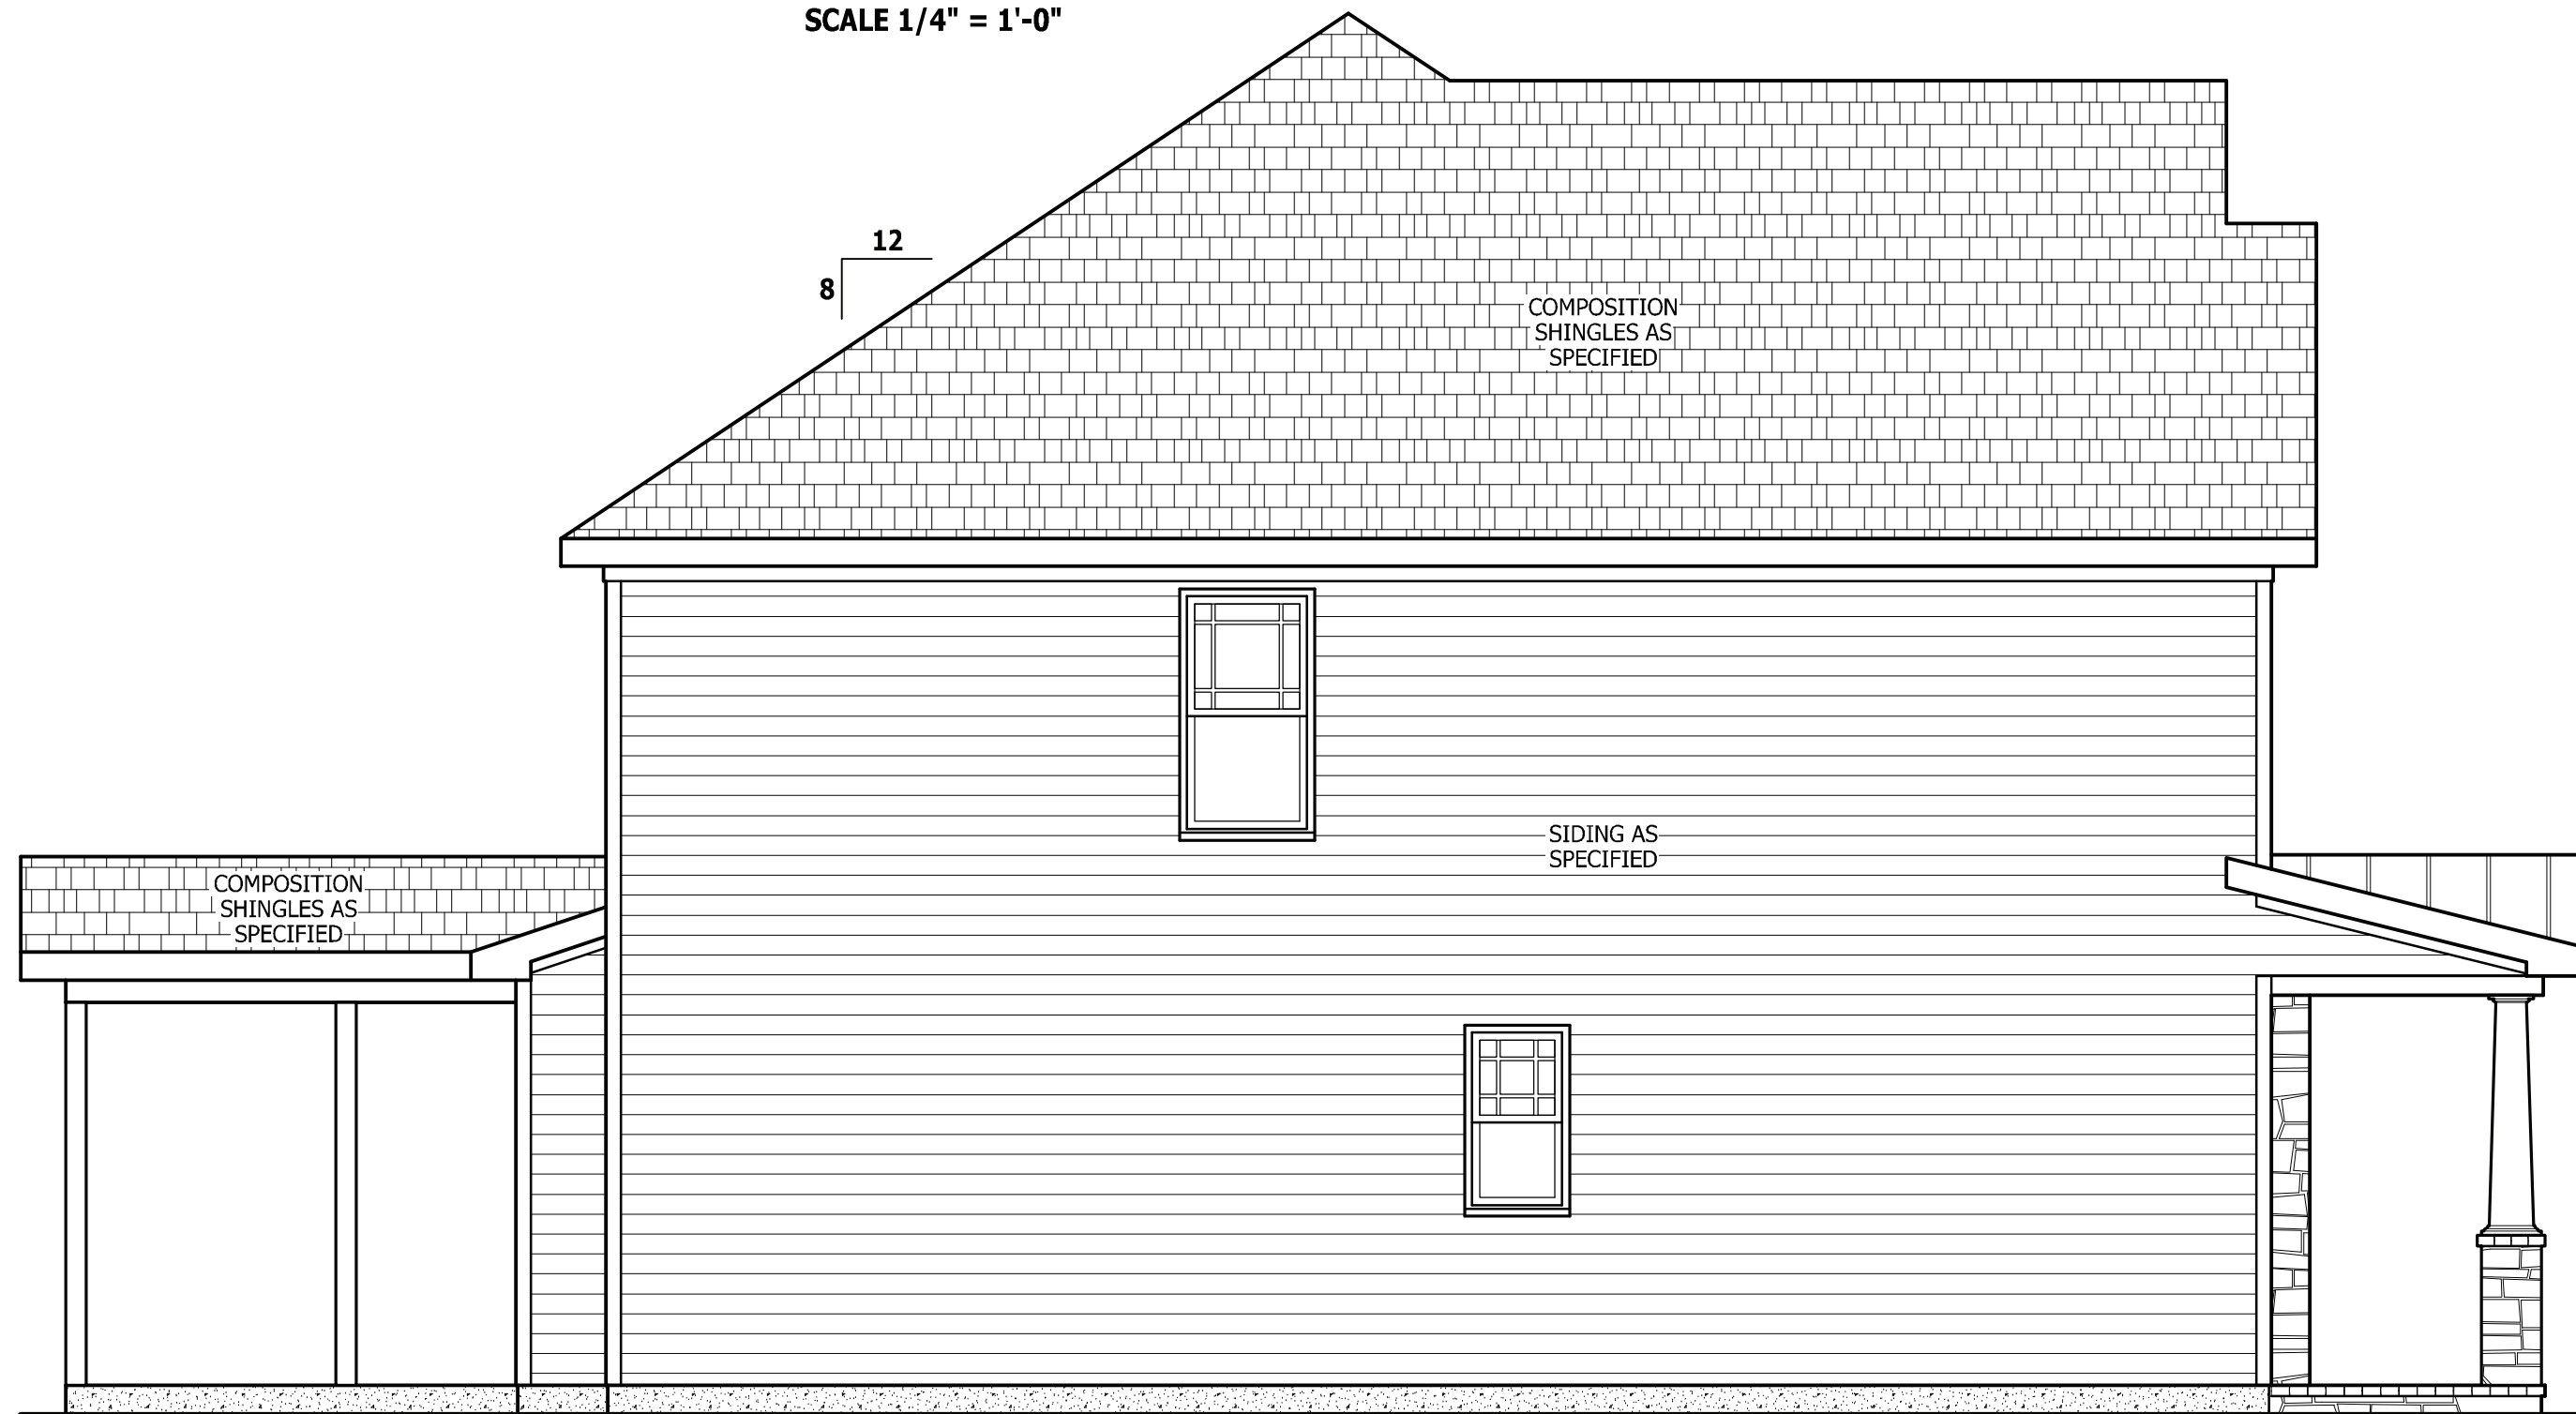 SCALE 1/4" = 1'-0"
12
8
COMPOSITION
SHINGLES AS
SPECIFIED
SIDING AS
SPECIFIED
COMPOSITION
SHINGLES AS
SPECIFIED